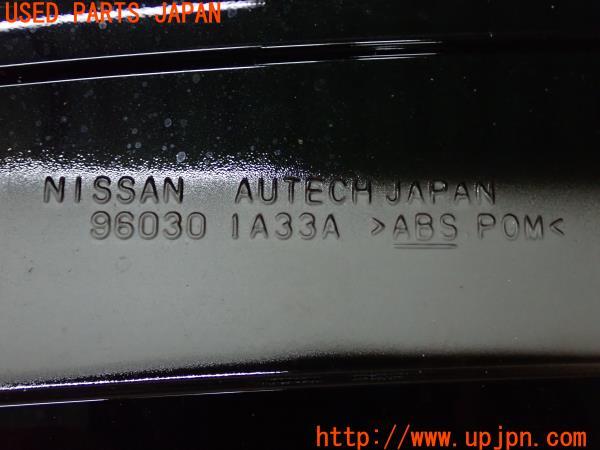 USED PARTS JAPAN
NISSAN AUTECH JAPAN
96030 1A33A >ABS POM<
http://www.upjpn.com/